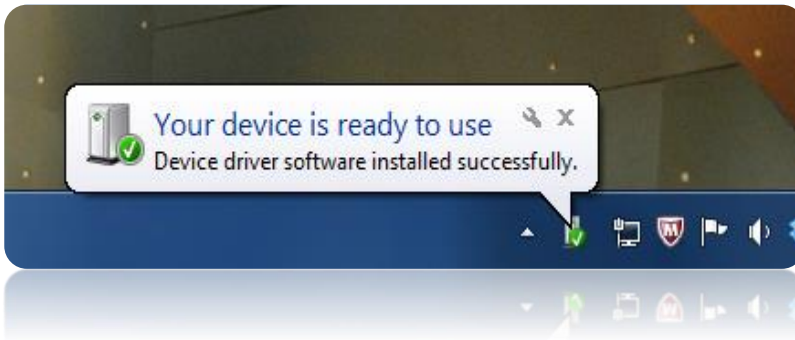 Your device is ready to use
Device driver software installed successfully.